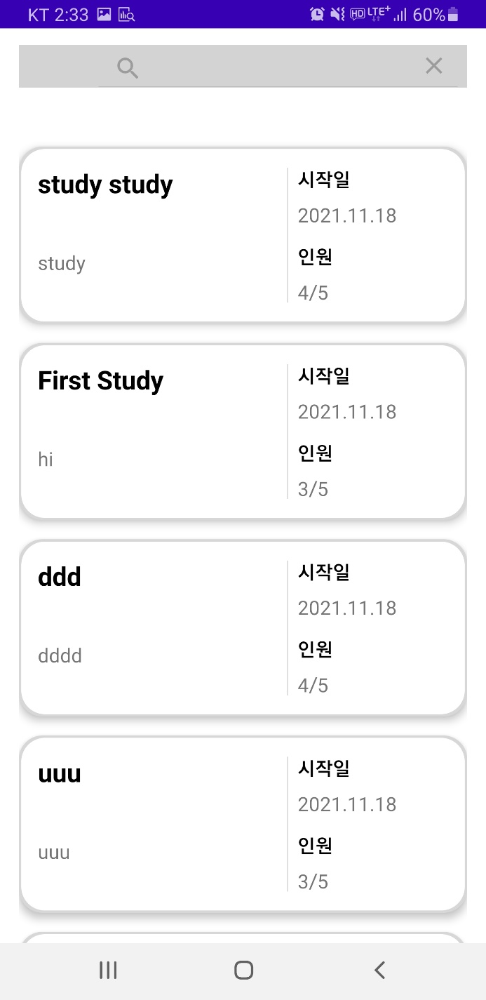 KT 2:33 HD LTE+ 60%
study study
시작일
2021.11.18
study
인원
4/5
First Study
시작일
2021.11.18
hi
인원
3/5
ddd
시작일
2021.11.18
dddd
인원
4/5
uuu
시작일
2021.11.18
uuu
인원
3/5